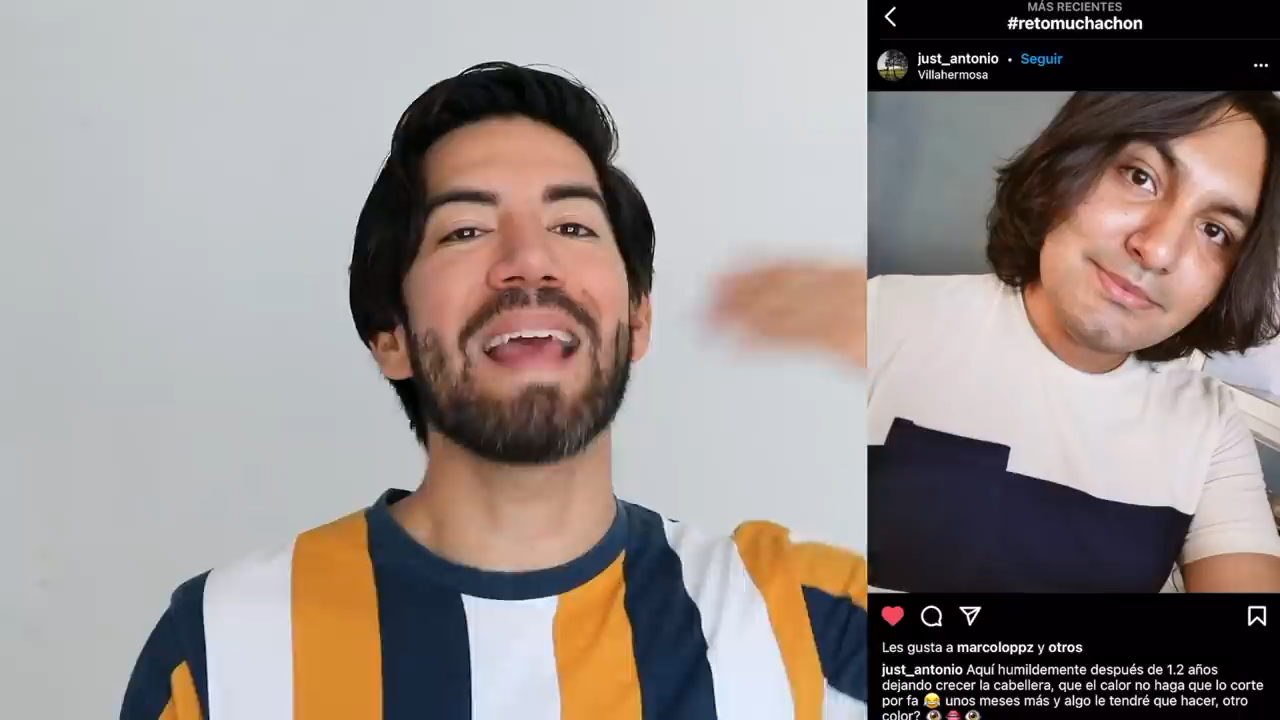 MÁS RECIENTES
#retomuchachon
just_antonio • Seguir
Villahermosa
Les gusta a marcoloppz y otros
just_antonio Aquí humildemente después de 1.2 años
dejando crecer la cabellera, que el calor no haga que lo corte
por fa 😂 unos meses más y algo le tendré que hacer, otro
color? 👁️👄👁️